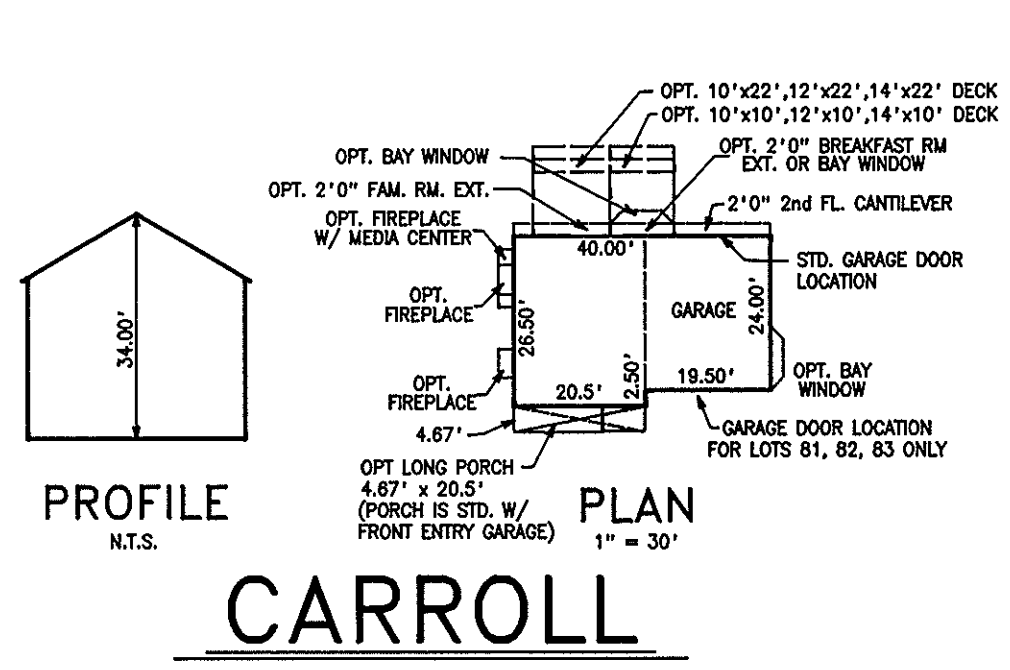 OPT. 10'x22',12'x22',14'x22' DECK
OPT. 10'x10',12'x10',14'x10' DECK
OPT. 2'0" BREAKFAST RM
EXT. OR BAY WINDOW
OPT. BAY WINDOW
OPT. 2'0" FAM. RM. EXT.
2'0" 2nd FL. CANTILEVER
OPT. FIREPLACE
W/ MEDIA CENTER
40.00'
STD. GARAGE DOOR
LOCATION
OPT.
FIREPLACE
26.50'
GARAGE
24.00'
34.00'
OPT.
FIREPLACE
20.5'
2.50'
19.50'
OPT. BAY
WINDOW
4.67'
GARAGE DOOR LOCATION
FOR LOTS 81, 82, 83 ONLY
OPT LONG PORCH
4.67' x 20.5'
(PORCH IS STD. W/
FRONT ENTRY GARAGE)
PROFILE
N.T.S.
PLAN
1" = 30'
CARROLL